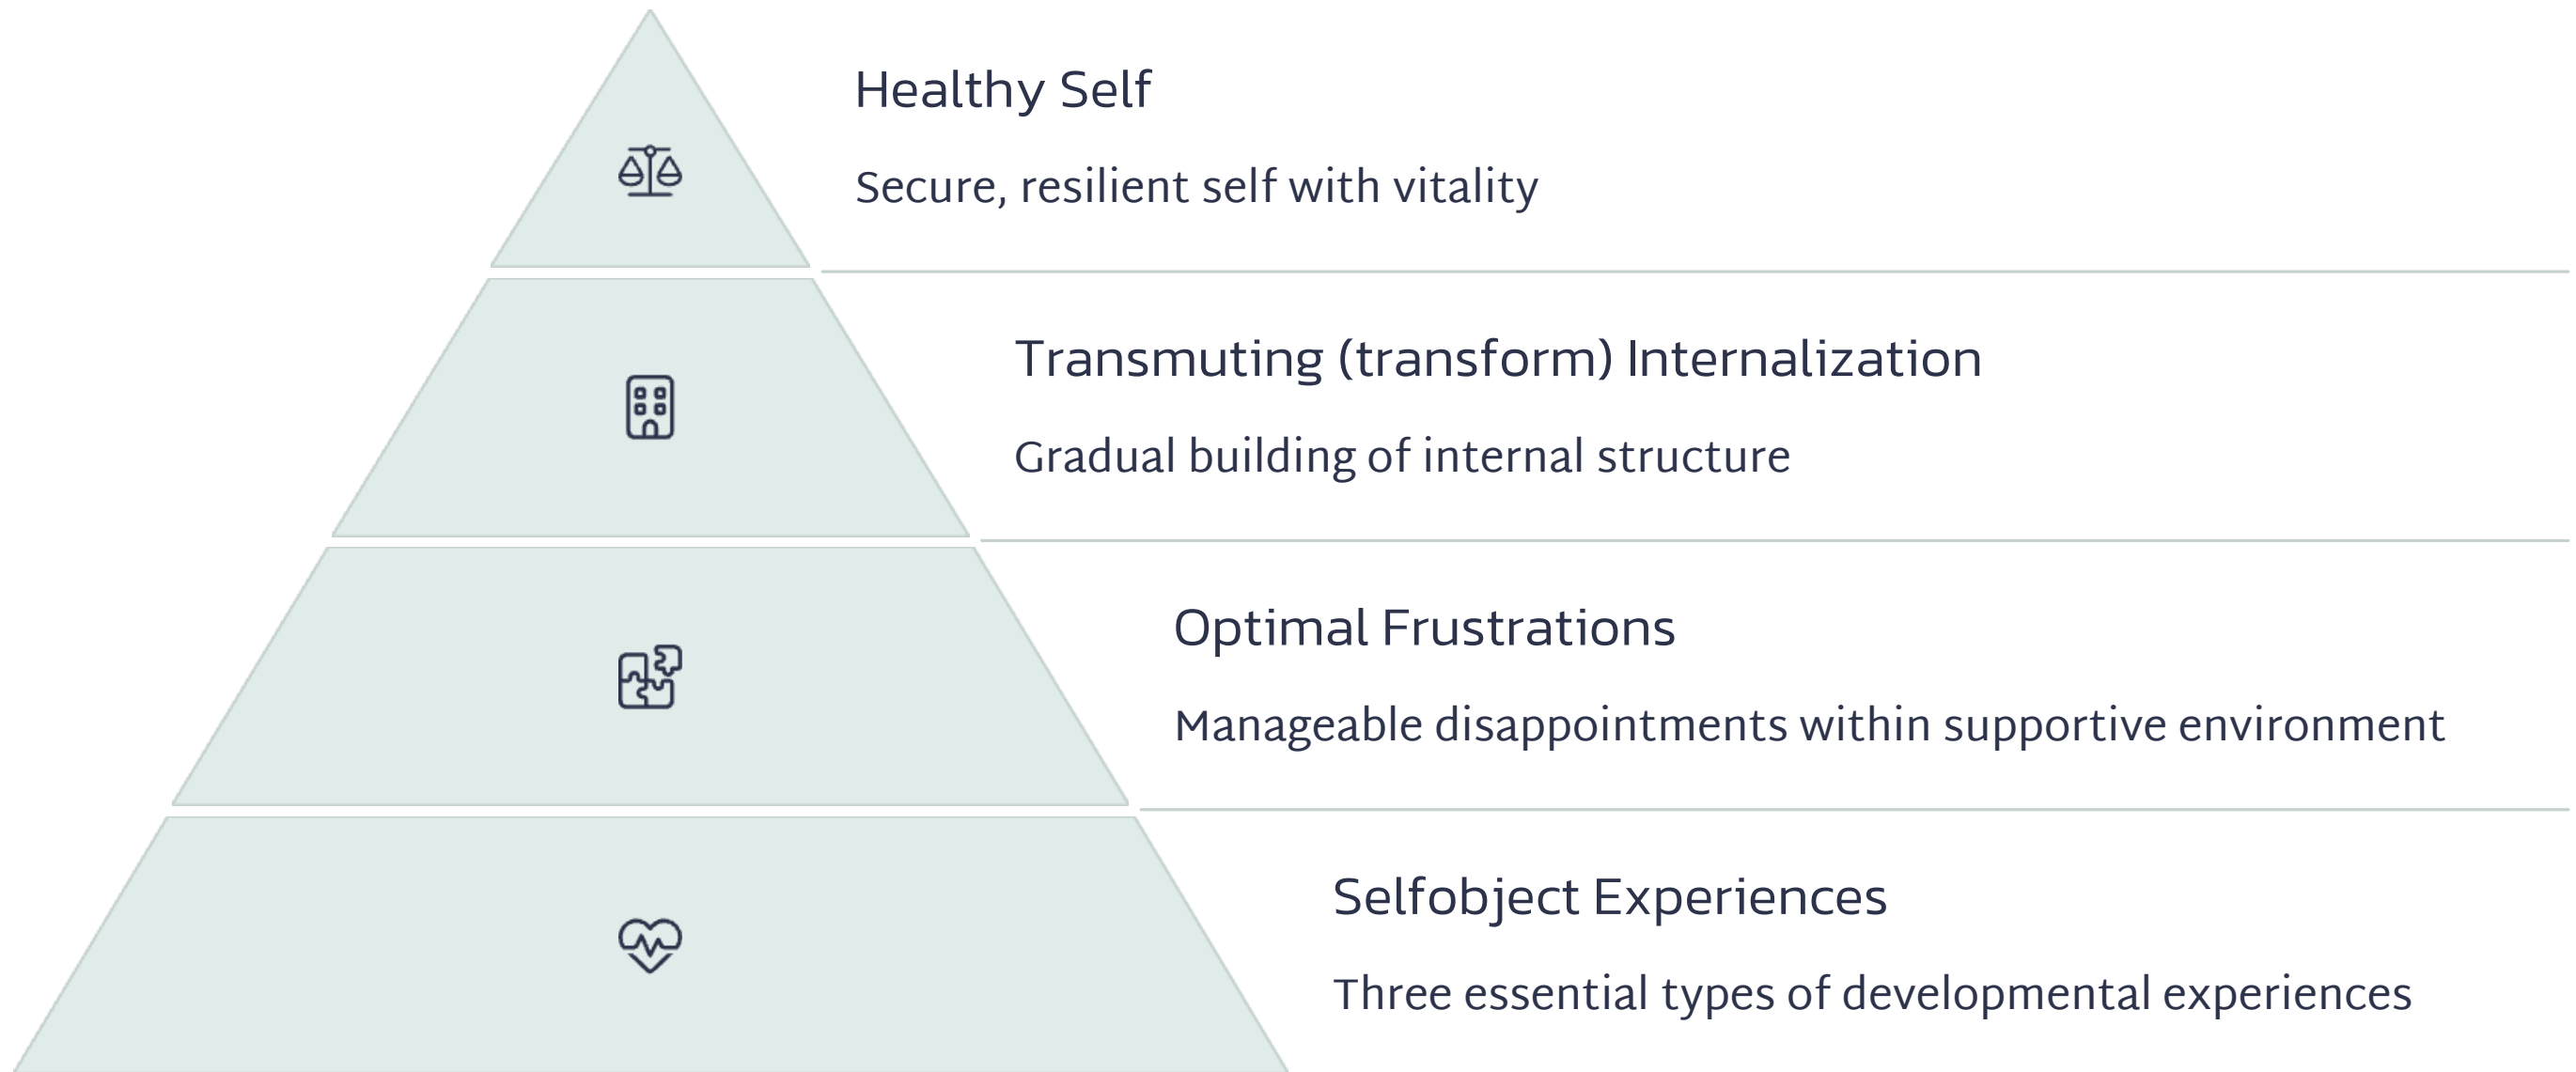 Healthy Self
Secure, resilient self with vitality
Transmuting (transform) Internalization
Gradual building of internal structure
Optimal Frustrations
Manageable disappointments within supportive environment
Selfobject Experiences
Three essential types of developmental experiences